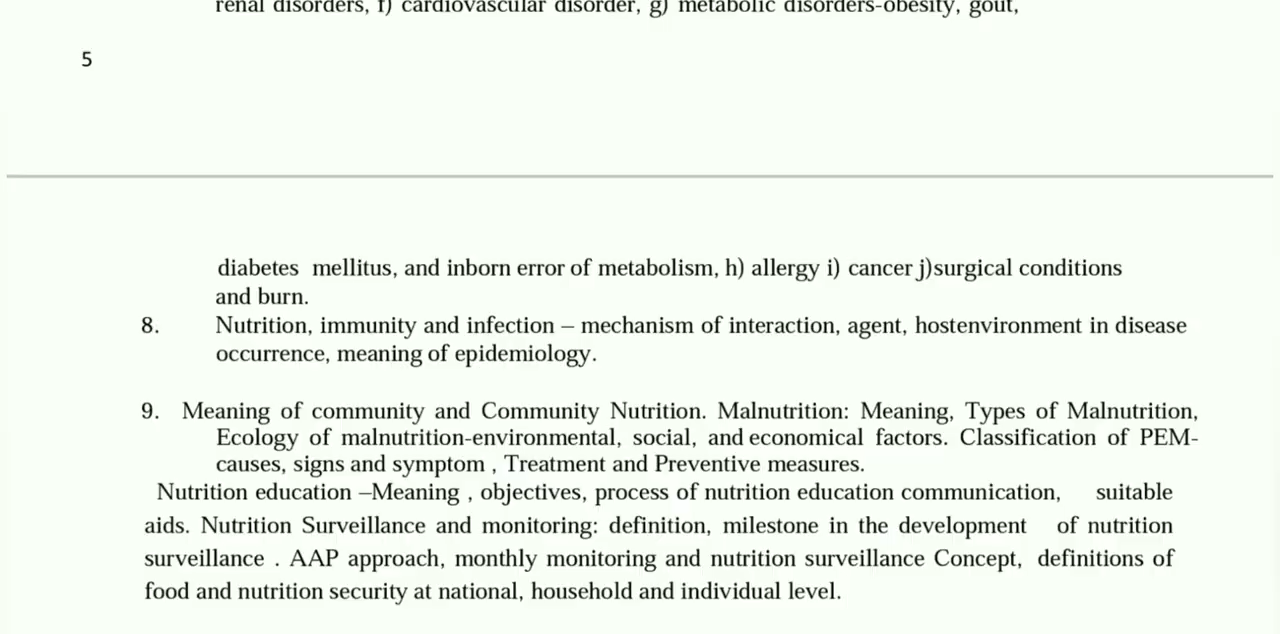 renal disorders, f) cardiovascular disorder, g) metabolic disorders-obesity, gout,
5
diabetes mellitus, and inborn error of metabolism, h) allergy i) cancer j)surgical conditions
and burn.
8. Nutrition, immunity and infection – mechanism of interaction, agent, hostenvironment in disease
occurrence, meaning of epidemiology.
9. Meaning of community and Community Nutrition. Malnutrition: Meaning, Types of Malnutrition,
Ecology of malnutrition-environmental, social, and economical factors. Classification of PEM-
causes, signs and symptom , Treatment and Preventive measures.
Nutrition education –Meaning , objectives, process of nutrition education communication, suitable
aids. Nutrition Surveillance and monitoring: definition, milestone in the development of nutrition
surveillance . AAP approach, monthly monitoring and nutrition surveillance Concept, definitions of
food and nutrition security at national, household and individual level.